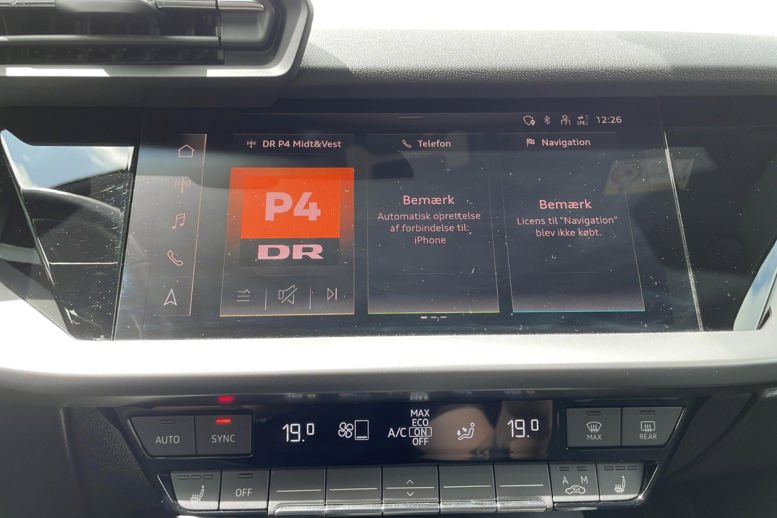 12:26
DR P4 Midt&Vest
Telefon
Navigation
P4
DR
Bemærk
Automatisk oprettelse
af forbindelse til:
iPhone
Bemærk
Licens til "Navigation"
blev ikke købt.
AUTO
SYNC
19.0
A/C
MAX
ECO
ON
OFF
19.0
MAX
REAR
OFF
A M